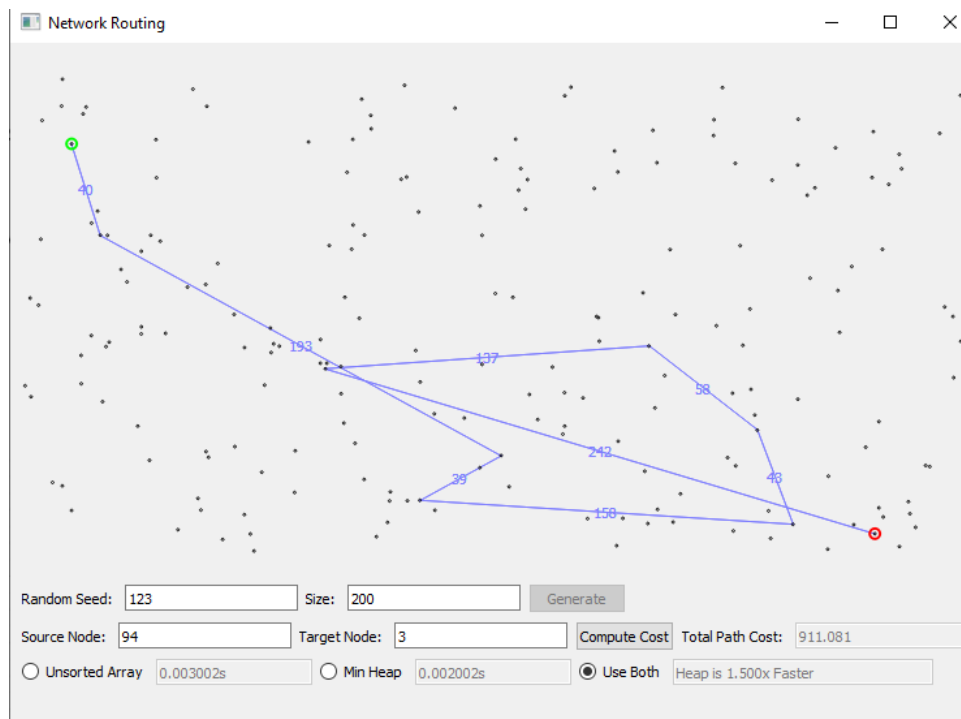 Network Routing
40
193
137
58
242
39
43
158
Random Seed: 123 Size: 200 Generate
Source Node: 94 Target Node: 3 Compute Cost Total Path Cost: 911.081
Unsorted Array 0.003002s Min Heap 0.002002s Use Both Heap is 1.500x Faster